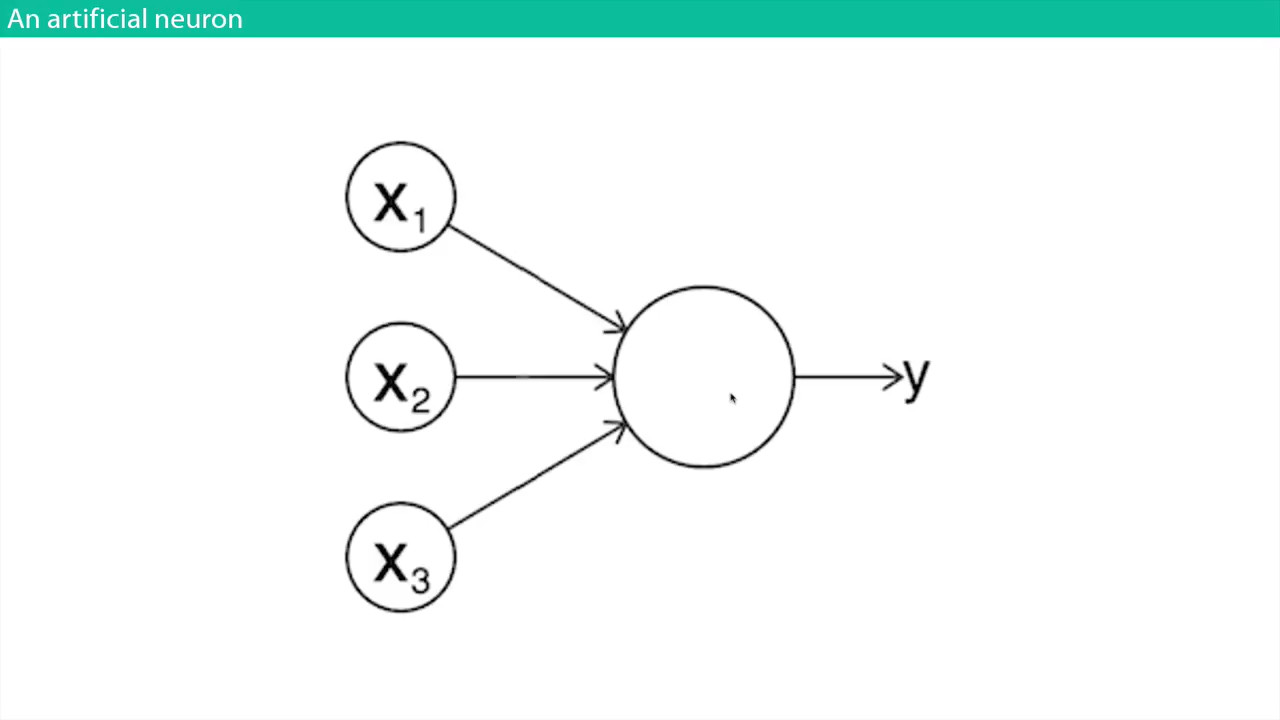 An artificial neuron
x₁
x₂
y
x₃